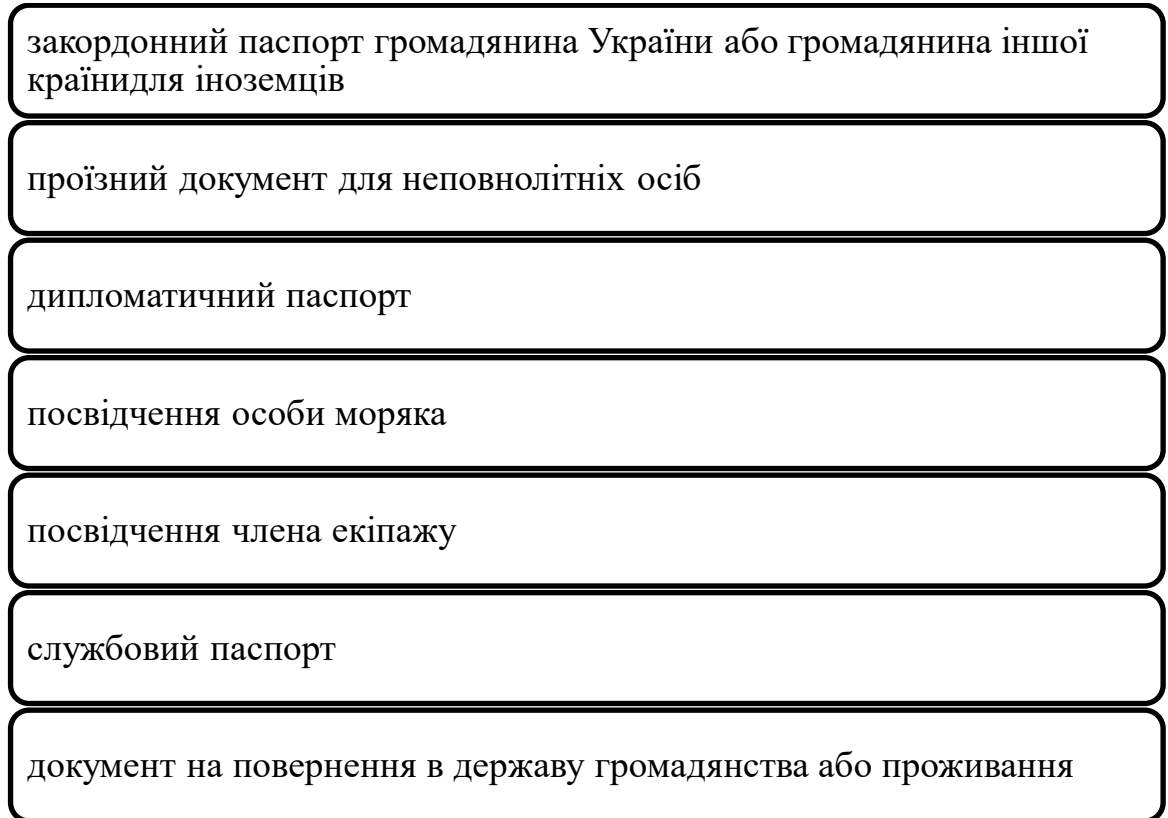 закордонний паспорт громадянина України або громадянина іншої
країнидля іноземців
проїзний документ для неповнолітніх осіб
дипломатичний паспорт
посвідчення особи моряка
посвідчення члена екіпажу
службовий паспорт
документ на повернення в державу громадянства або проживання